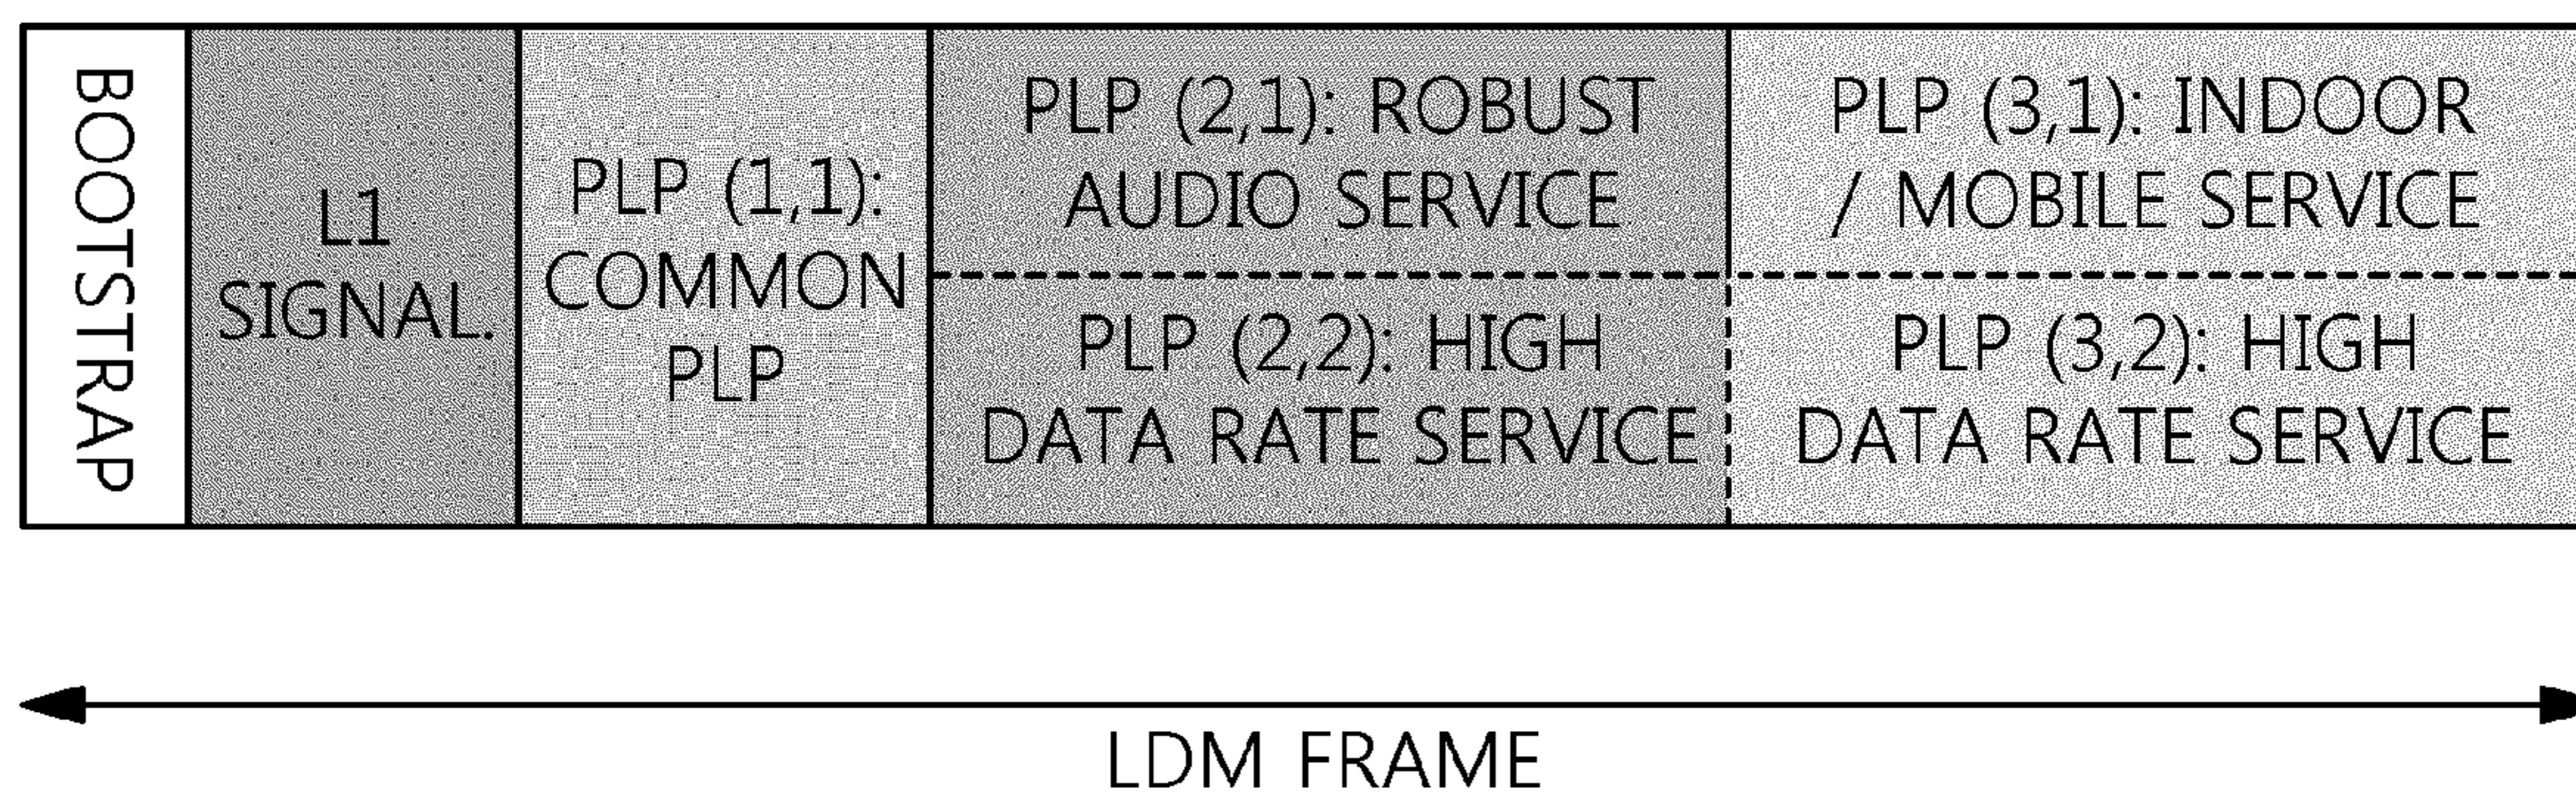 BOOTSTRAP
L1
SIGNAL.
PLP (1,1):
COMMON
PLP
PLP (2,1): ROBUST
AUDIO SERVICE
PLP (2,2): HIGH
DATA RATE SERVICE
PLP (3,1): INDOOR
/ MOBILE SERVICE
PLP (3,2): HIGH
DATA RATE SERVICE
LDM FRAME